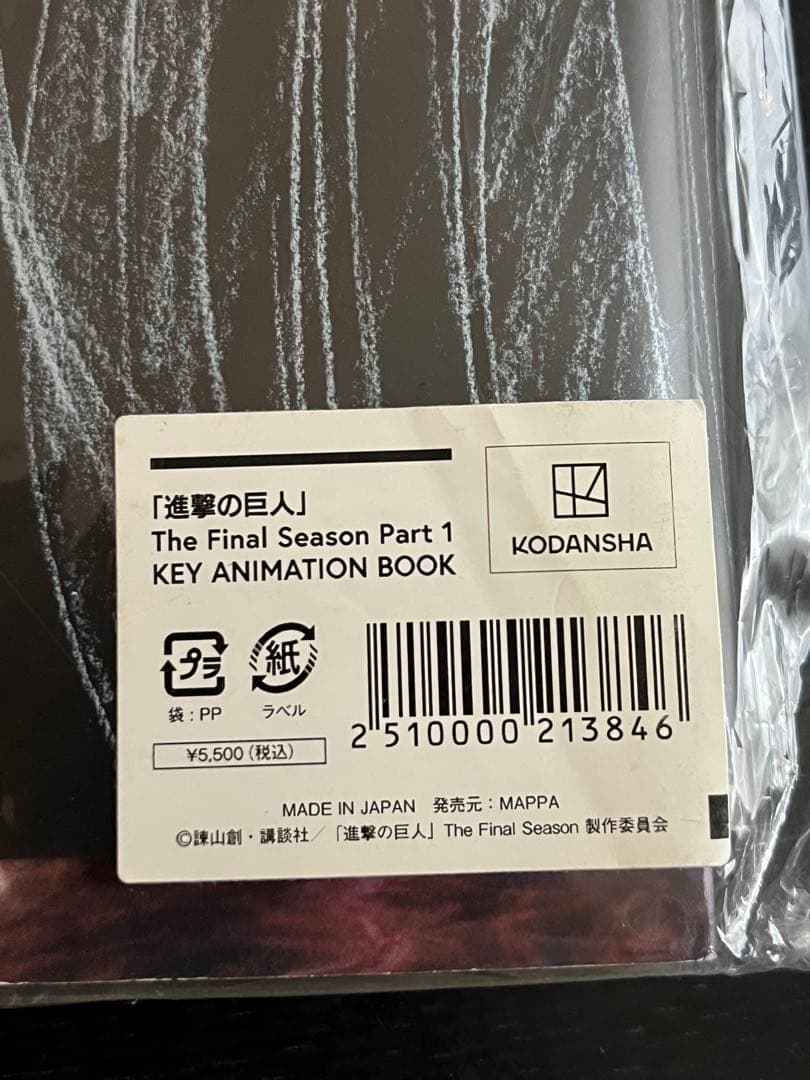 「進撃の巨人」
The Final Season Part 1
KEY ANIMATION BOOK
KODANSHA
プラ
紙
袋：PP
ラベル
¥5,500（税込）
2 510000 213846
MADE IN JAPAN 発売元：MAPPA
©諫山創・講談社／「進撃の巨人」The Final Season 製作委員会